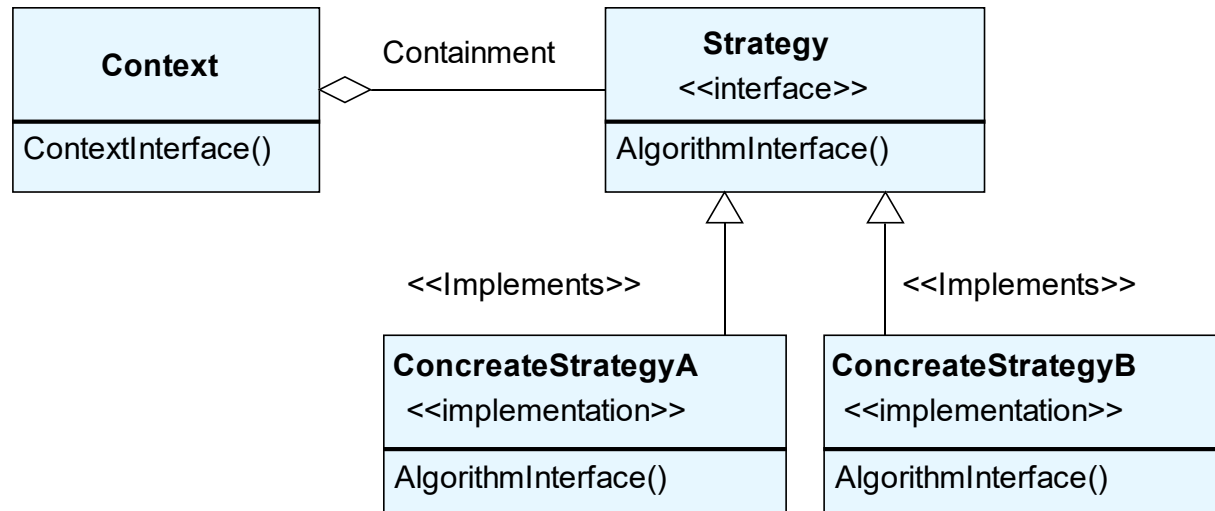 Context
ContextInterface()
Containment
Strategy
<<interface>>
AlgorithmInterface()
<<Implements>>
<<Implements>>
ConcreateStrategyA
<<implementation>>
AlgorithmInterface()
ConcreateStrategyB
<<implementation>>
AlgorithmInterface()